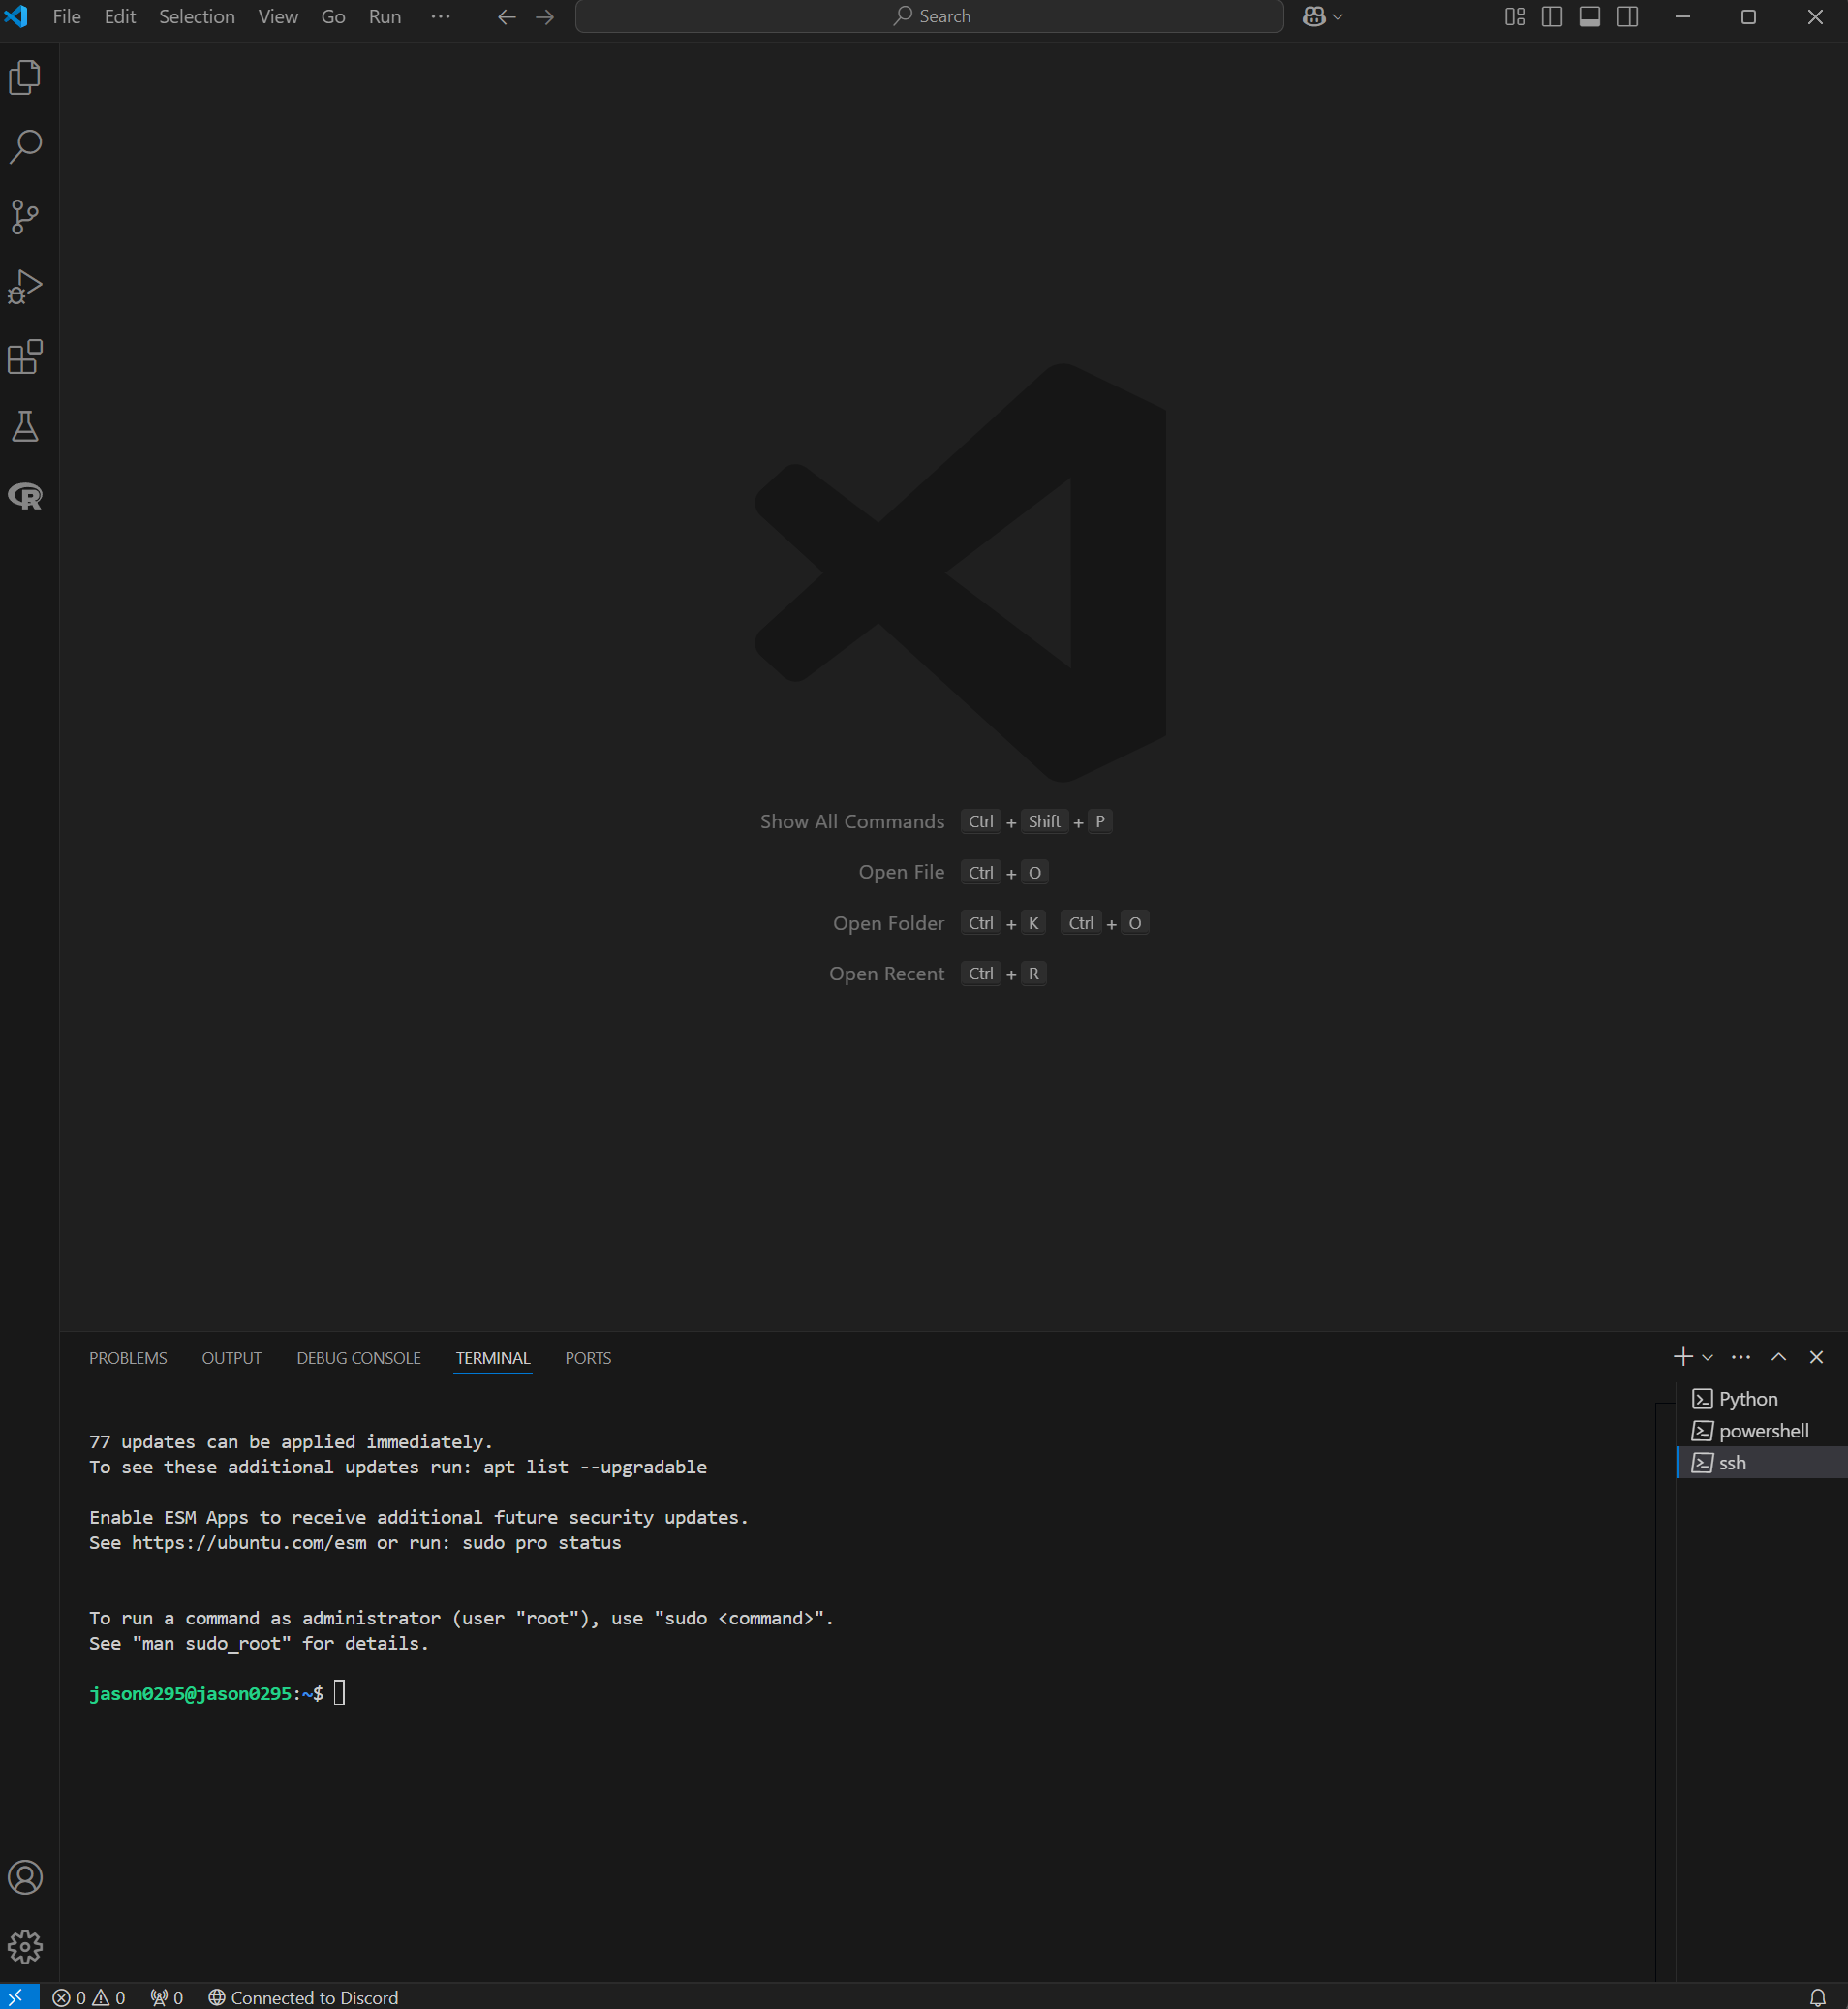 File Edit Selection View Go Run ··· Search
Show All Commands Ctrl + Shift + P
Open File Ctrl + O
Open Folder Ctrl + K Ctrl + O
Open Recent Ctrl + R
PROBLEMS OUTPUT DEBUG CONSOLE TERMINAL PORTS
Python
powershell
ssh
77 updates can be applied immediately.
To see these additional updates run: apt list --upgradable
Enable ESM Apps to receive additional future security updates.
See https://ubuntu.com/esm or run: sudo pro status
To run a command as administrator (user "root"), use "sudo <command>".
See "man sudo_root" for details.
jason0295@jason0295:~$
0 0 0 Connected to Discord